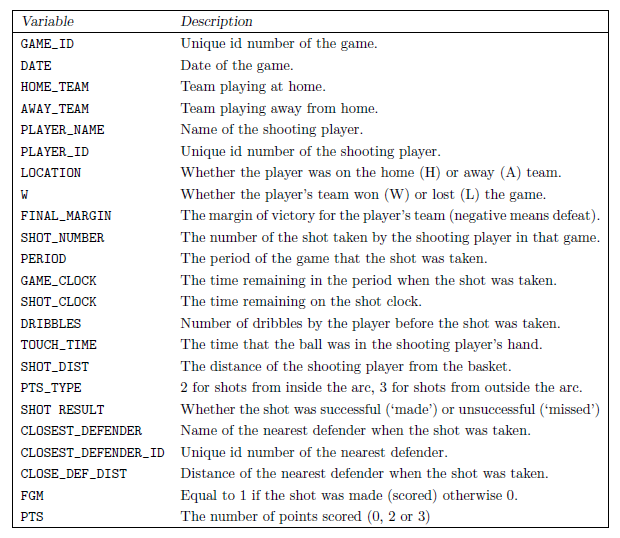 Variable Description
GAME_ID Unique id number of the game.
DATE Date of the game.
HOME_TEAM Team playing at home.
AWAY_TEAM Team playing away from home.
PLAYER_NAME Name of the shooting player.
PLAYER_ID Unique id number of the shooting player.
LOCATION Whether the player was on the home (H) or away (A) team.
W Whether the player's team won (W) or lost (L) the game.
FINAL_MARGIN The margin of victory for the player's team (negative means defeat).
SHOT_NUMBER The number of the shot taken by the shooting player in that game.
PERIOD The period of the game that the shot was taken.
GAME_CLOCK The time remaining in the period when the shot was taken.
SHOT_CLOCK The time remaining on the shot clock.
DRIBBLES Number of dribbles by the player before the shot was taken.
TOUCH_TIME The time that the ball was in the shooting player's hand.
SHOT_DIST The distance of the shooting player from the basket.
PTS_TYPE 2 for shots from inside the arc, 3 for shots from outside the arc.
SHOT RESULT Whether the shot was successful ('made') or unsuccessful ('missed')
CLOSEST_DEFENDER Name of the nearest defender when the shot was taken.
CLOSEST_DEFENDER_ID Unique id number of the nearest defender.
CLOSE_DEF_DIST Distance of the nearest defender when the shot was taken.
FGM Equal to 1 if the shot was made (scored) otherwise 0.
PTS The number of points scored (0, 2 or 3)